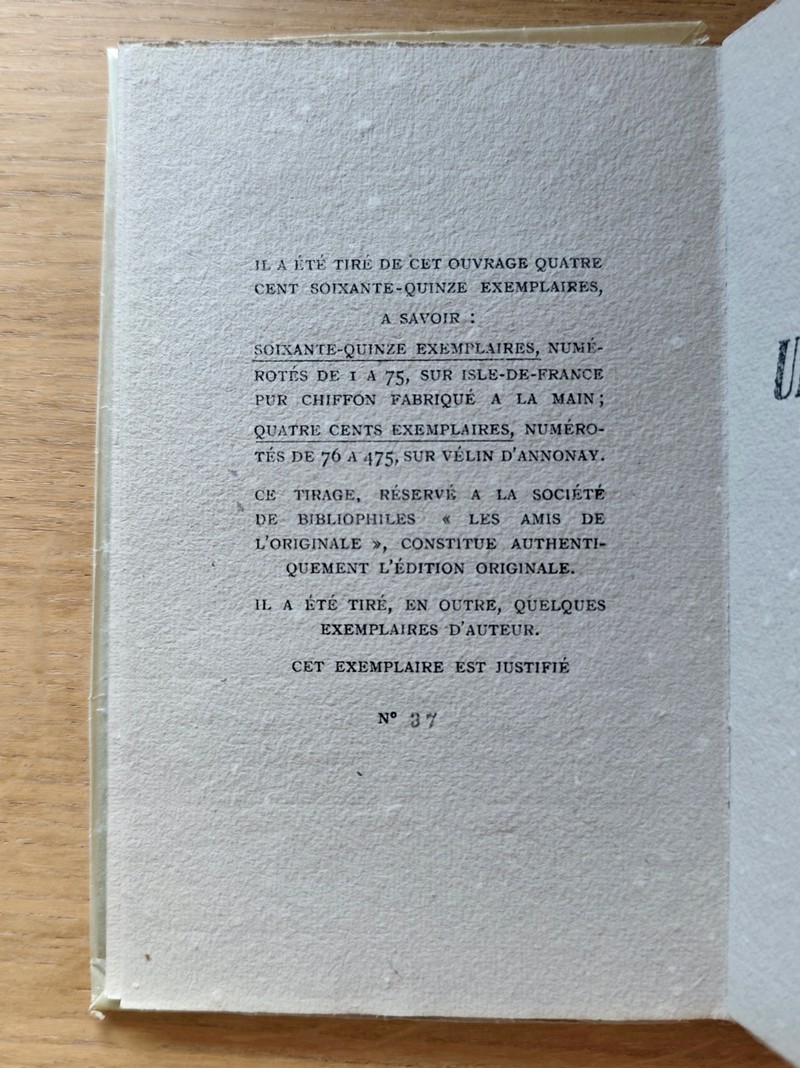 IL A ÉTÉ TIRÉ DE CET OUVRAGE QUATRE
CENT SOIXANTE-QUINZE EXEMPLAIRES,
A SAVOIR :
SOIXANTE-QUINZE EXEMPLAIRES, NUMÉ-
ROTÉS DE 1 A 75, SUR ISLE-DE-FRANCE
PUR CHIFFON FABRIQUÉ A LA MAIN ;
QUATRE CENTS EXEMPLAIRES, NUMÉRO-
TÉS DE 76 A 475, SUR VÉLIN D'ANNONAY.
CE TIRAGE, RÉSERVÉ A LA SOCIÉTÉ
DE BIBLIOPHILES « LES AMIS DE
L'ORIGINALE », CONSTITUE AUTHENTI-
QUEMENT L'ÉDITION ORIGINALE.
IL A ÉTÉ TIRÉ, EN OUTRE, QUELQUES
EXEMPLAIRES D'AUTEUR.
CET EXEMPLAIRE EST JUSTIFIÉ
Nº 37